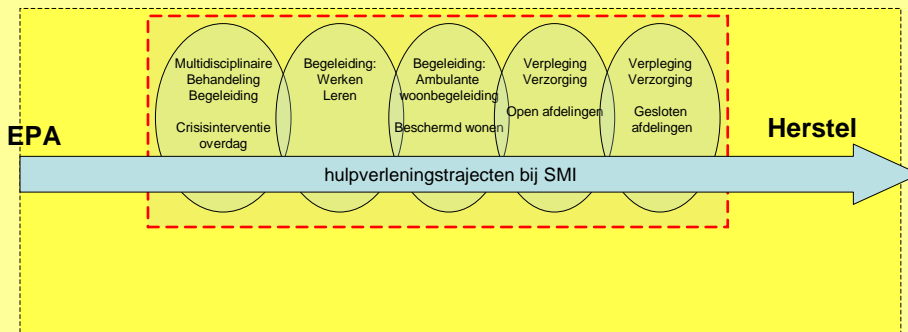 EPA
Multidisciplinaire
Behandeling
Begeleiding
Crisisinterventie
overdag
Begeleiding:
Werken
Leren
Begeleiding:
Ambulante
woonbegeleiding
Beschermd wonen
Verpleging
Verzorging
Open afdelingen
Verpleging
Verzorging
Gesloten
afdelingen
Herstel
hulpverleningstrajecten bij SMI